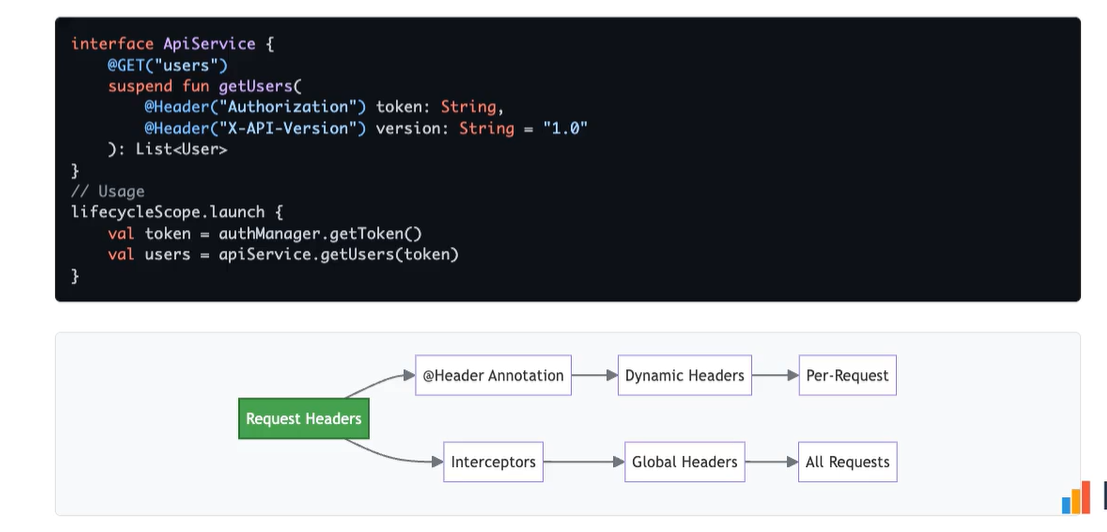 interface ApiService {
    @GET("users")
    suspend fun getUsers(
        @Header("Authorization") token: String,
        @Header("X-API-Version") version: String = "1.0"
    ): List<User>
}
// Usage
lifecycleScope.launch {
    val token = authManager.getToken()
    val users = apiService.getUsers(token)
}
@Header Annotation
Dynamic Headers
Per-Request
Request Headers
Interceptors
Global Headers
All Requests